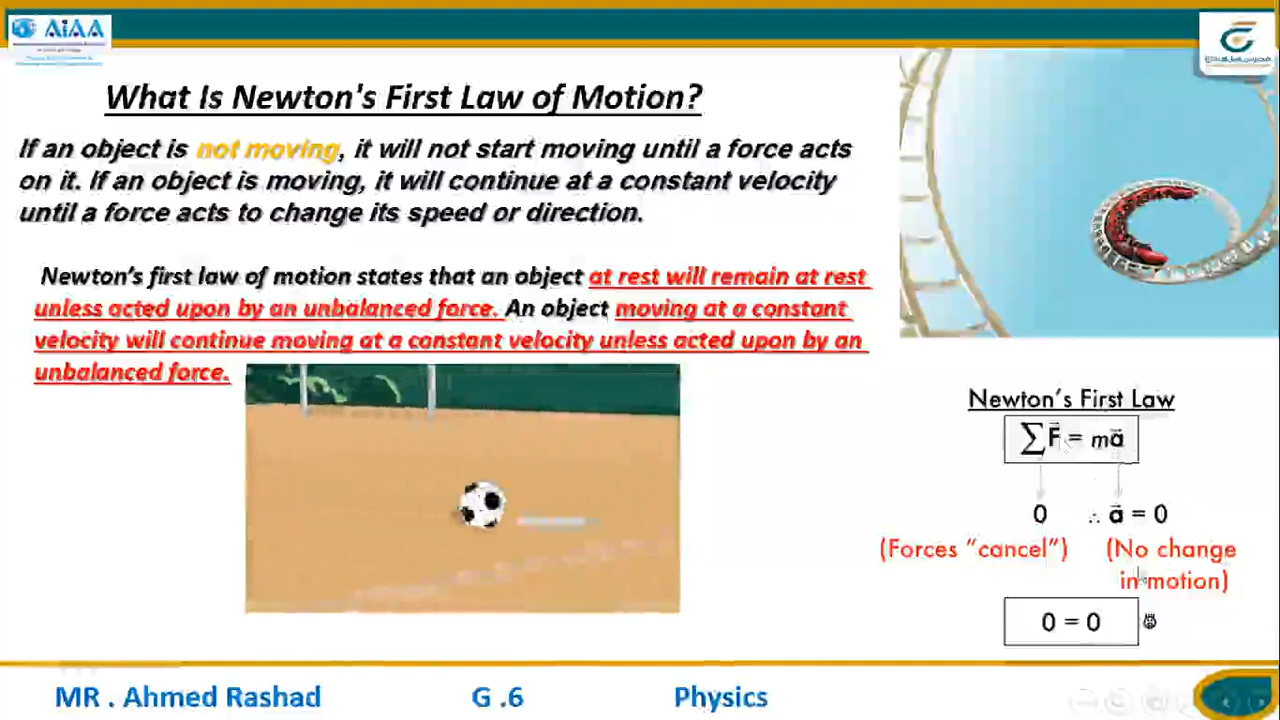 AiAA
What Is Newton's First Law of Motion?
If an object is not moving, it will not start moving until a force acts
on it. If an object is moving, it will continue at a constant velocity
until a force acts to change its speed or direction.
Newton's first law of motion states that an object at rest will remain at rest
unless acted upon by an unbalanced force. An object moving at a constant
velocity will continue moving at a constant velocity unless acted upon by an
unbalanced force.
Newton's First Law
∑F⃗ = ma⃗
0 ∴ a⃗ = 0
(Forces "cancel") (No change
in motion)
0 = 0
MR . Ahmed Rashad G .6 Physics